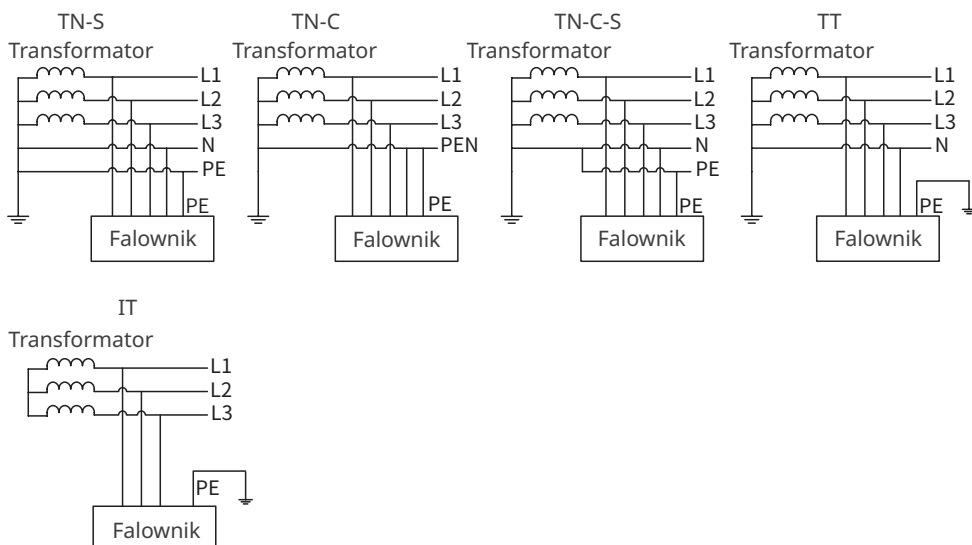 TN-S
Transformator
L1
L2
L3
N
PE
PE
Falownik
TN-C
Transformator
L1
L2
L3
PEN
PE
Falownik
TN-C-S
Transformator
L1
L2
L3
N
PE
PE
Falownik
TT
Transformator
L1
L2
L3
N
PE
Falownik
IT
Transformator
L1
L2
L3
PE
Falownik